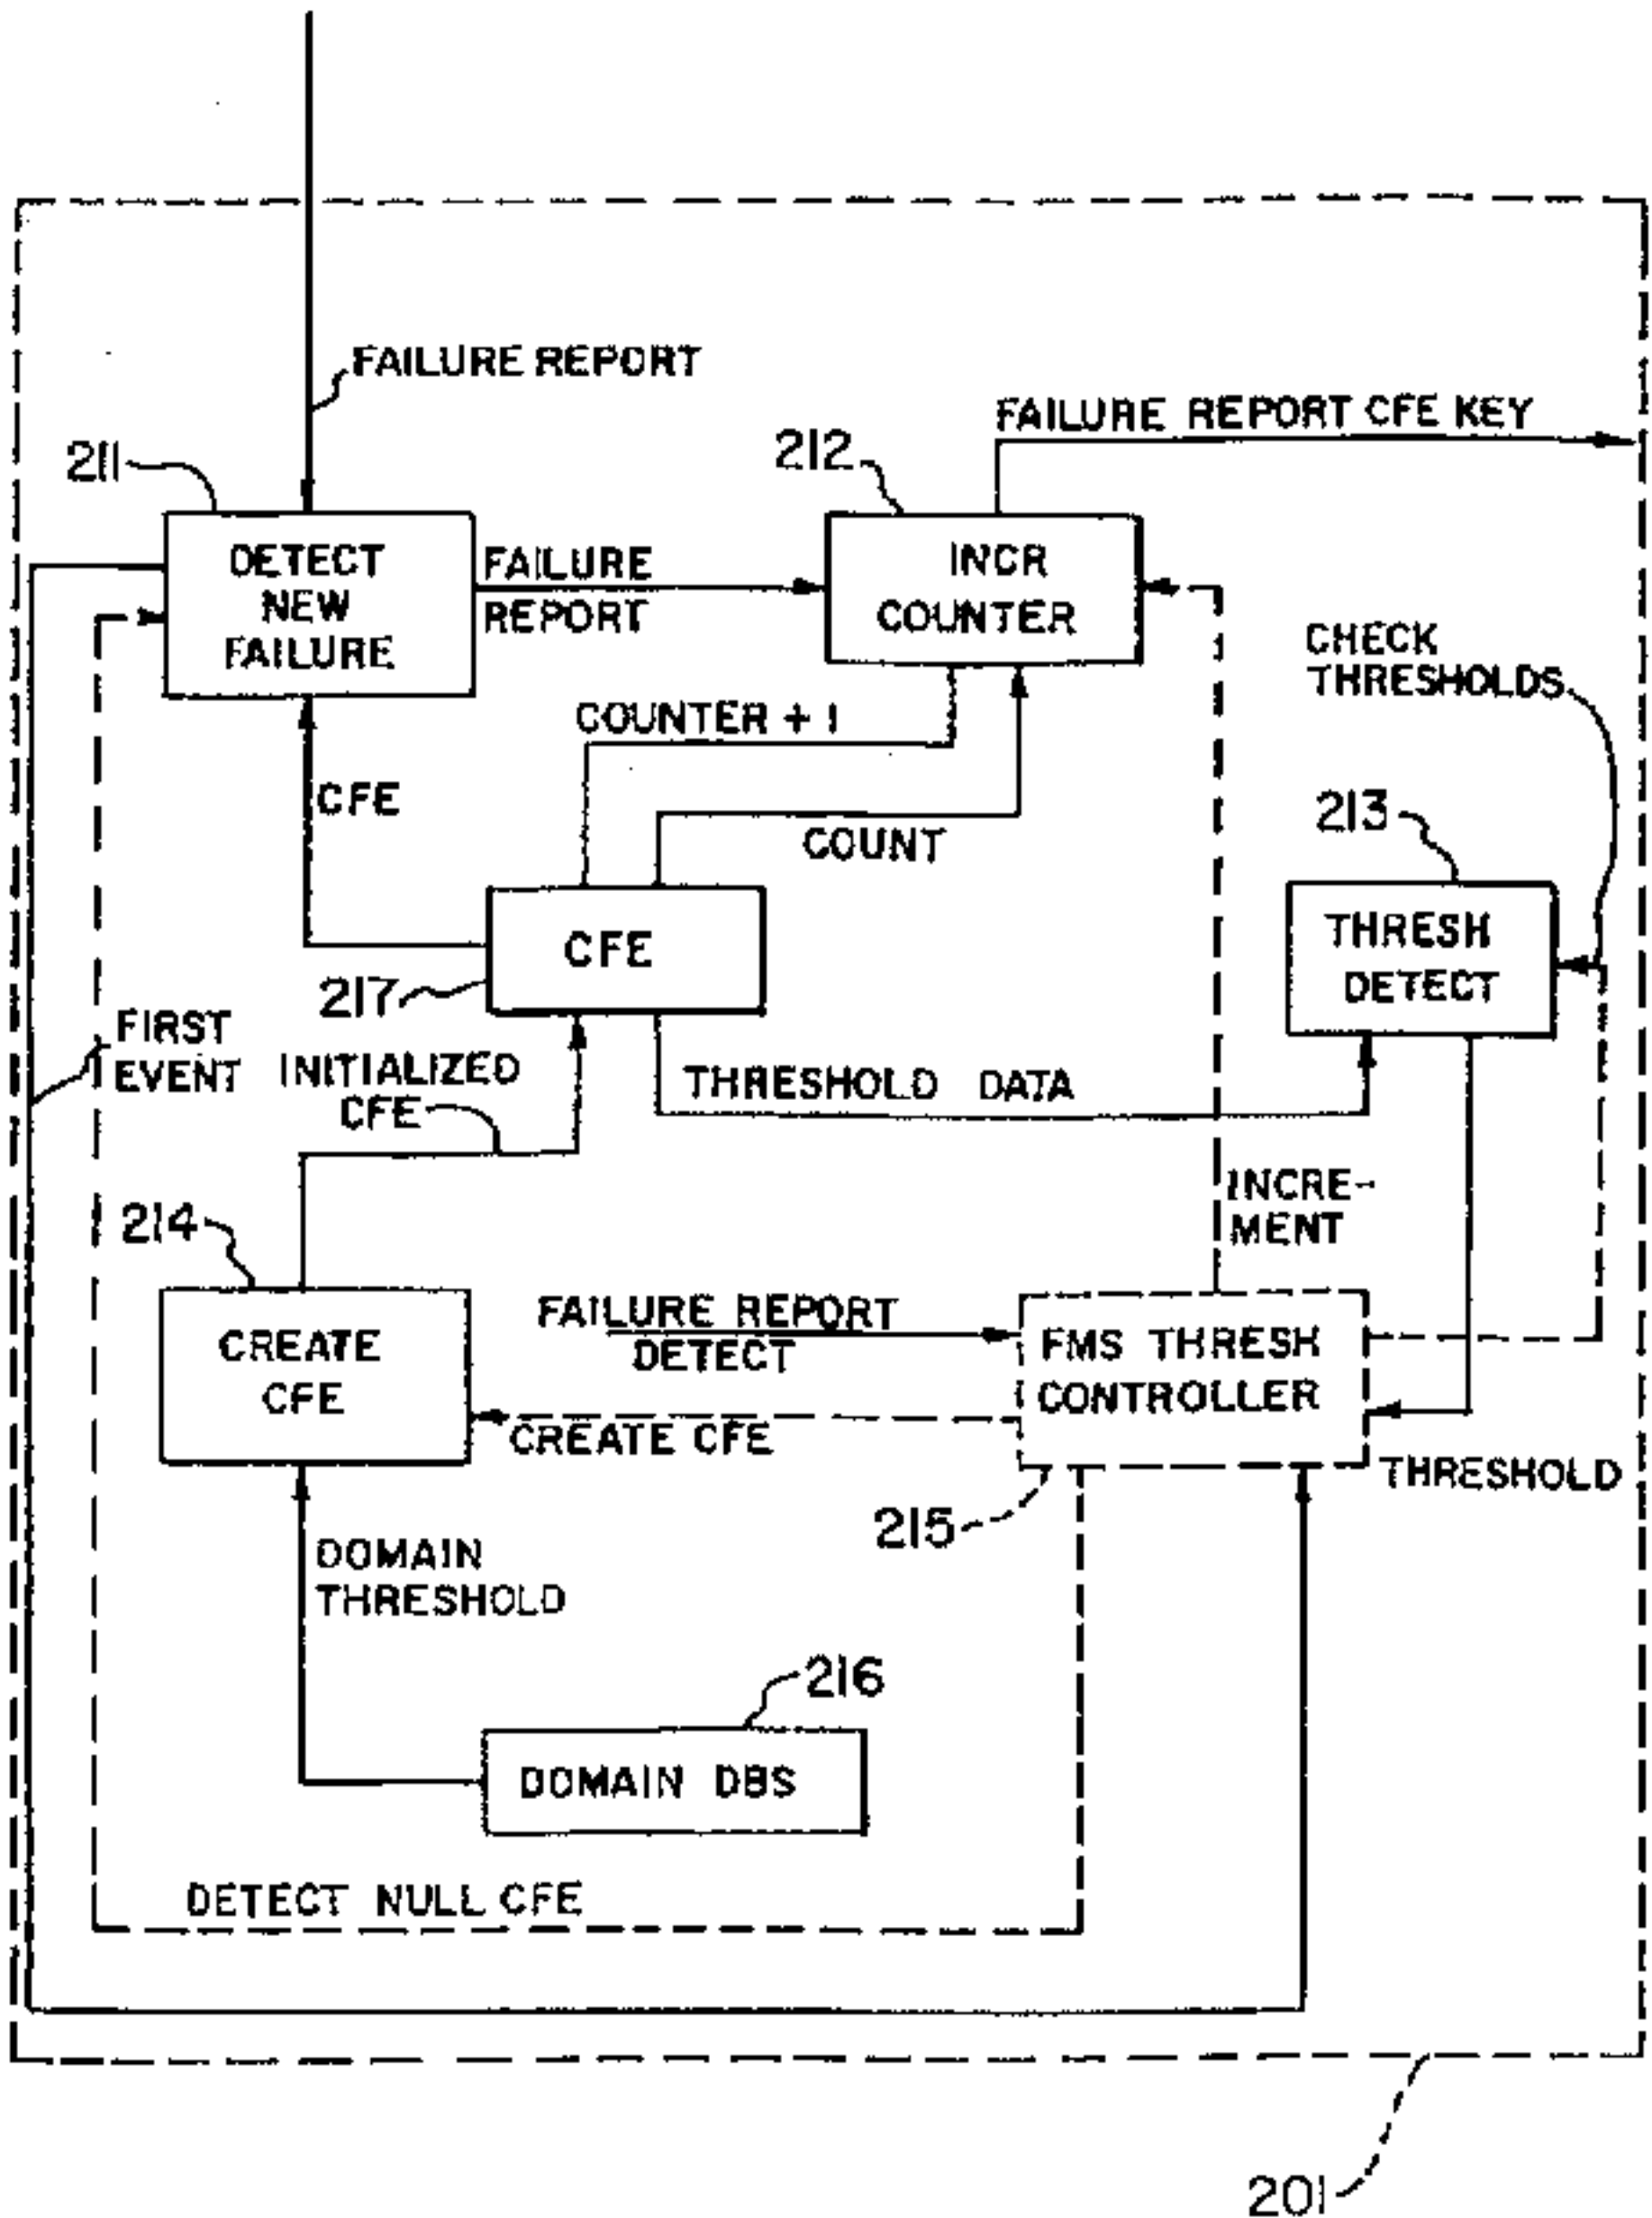 FAILURE REPORT
FAILURE REPORT CFE KEY
211
212
DETECT
NEW
FAILURE
FAILURE
REPORT
INCR
COUNTER
CHECK
THRESHOLDS
COUNTER + 1
CFE
COUNT
213
CFE
THRESH
DETECT
217
FIRST
EVENT
INITIALIZED
CFE
THRESHOLD DATA
214
INCRE-
MENT
CREATE
CFE
FAILURE REPORT
DETECT
FMS THRESH
CONTROLLER
CREATE CFE
THRESHOLD
215
DOMAIN
THRESHOLD
216
DOMAIN DBS
DETECT NULL CFE
201